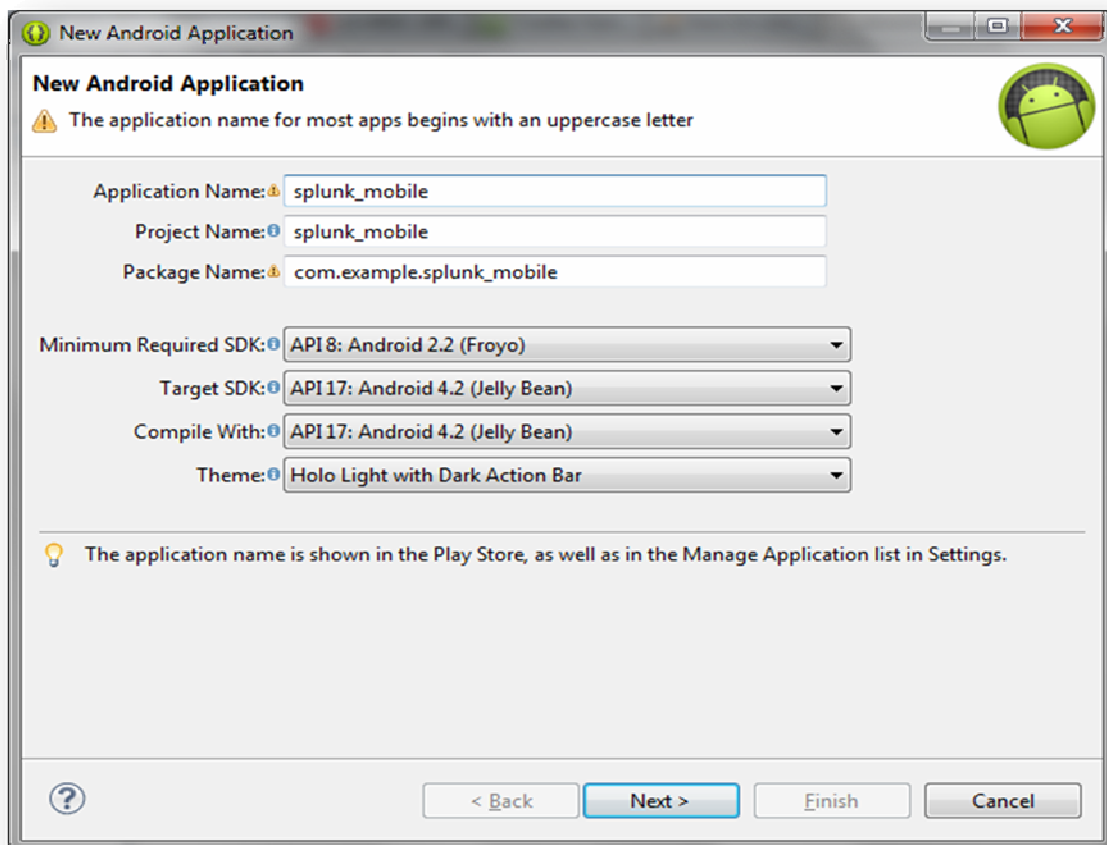 New Android Application
New Android Application
The application name for most apps begins with an uppercase letter
Application Name: splunk_mobile
Project Name: splunk_mobile
Package Name: com.example.splunk_mobile
Minimum Required SDK: API 8: Android 2.2 (Froyo)
Target SDK: API 17: Android 4.2 (Jelly Bean)
Compile With: API 17: Android 4.2 (Jelly Bean)
Theme: Holo Light with Dark Action Bar
The application name is shown in the Play Store, as well as in the Manage Application list in Settings.
? < Back Next > Finish Cancel